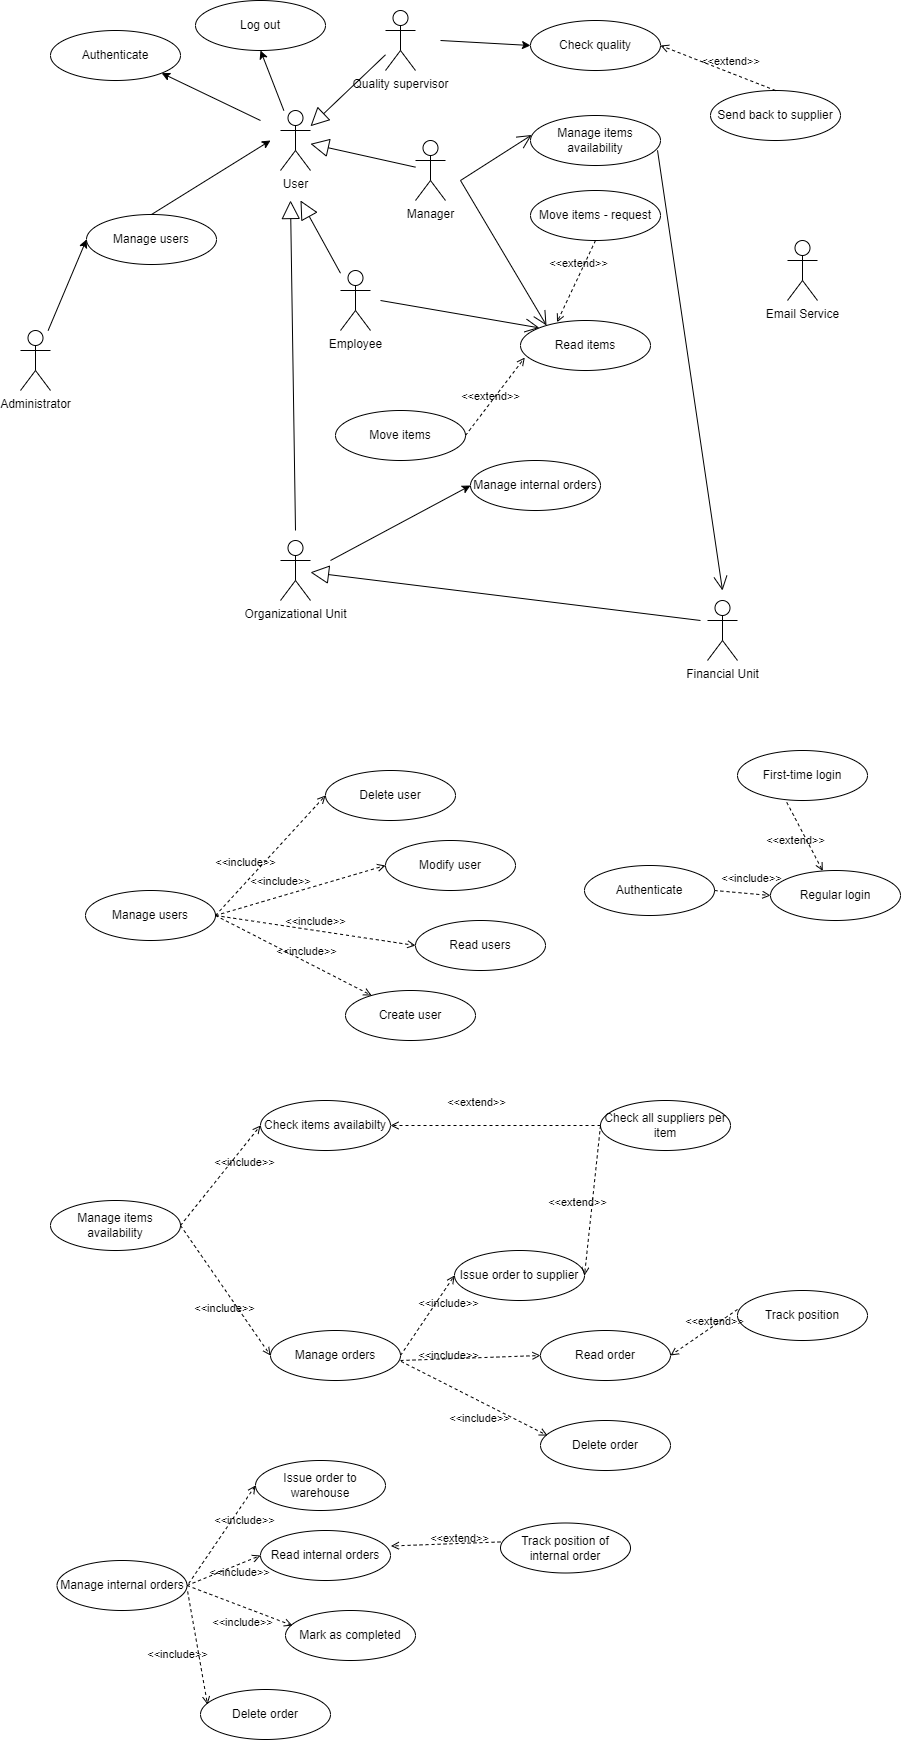 Log out
Authenticate
Check quality
<<extend>>
Quality supervisor
Send back to supplier
Manage items
availability
User
Manager
Move items - request
Manage users
<<extend>>
Email Service
Employee
Read items
Administrator
<<extend>>
Move items
Manage internal orders
Organizational Unit
Financial Unit
First-time login
Delete user
<<extend>>
<<include>>
Modify user
<<include>>
<<include>>
Authenticate
Regular login
Manage users
<<include>>
Read users
<<include>>
Create user
<<extend>>
Check items availabilty
Check all suppliers per
item
<<include>>
<<extend>>
Manage items
availability
Issue order to supplier
<<include>>
<<include>>
Track position
<<extend>>
Manage orders
<<include>>
Read order
<<include>>
Delete order
Issue order to
warehouse
<<include>>
<<extend>>
Track position of
internal order
Read internal orders
<<include>>
Manage internal orders
<<include>>
Mark as completed
<<include>>
Delete order